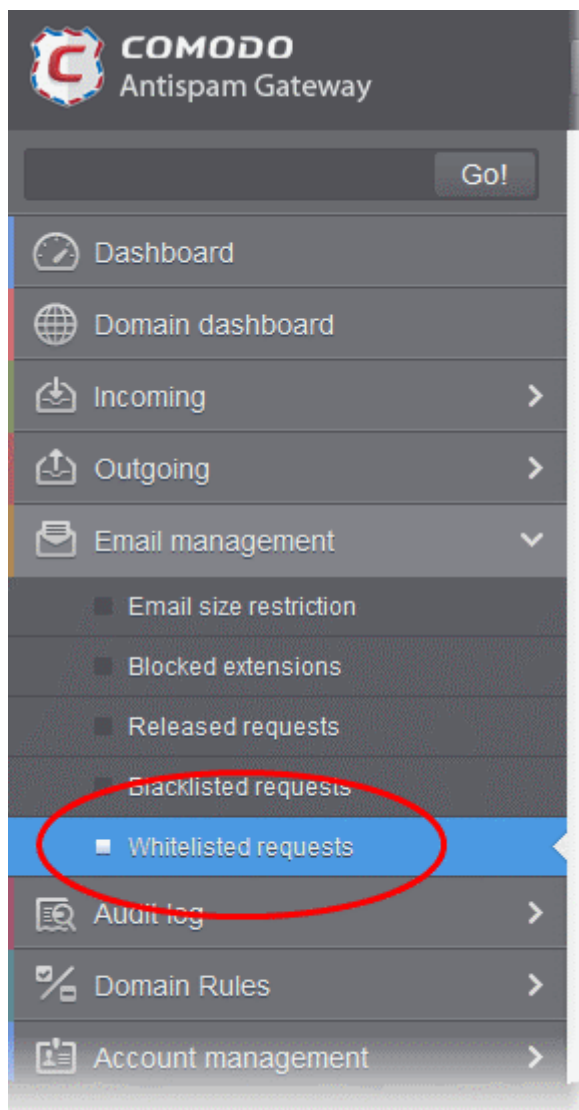 COMODO
Antispam Gateway
Go!
Dashboard
Domain dashboard
Incoming
Outgoing
Email management
Email size restriction
Blocked extensions
Released requests
Blacklisted requests
Whitelisted requests
Audit log
Domain Rules
Account management